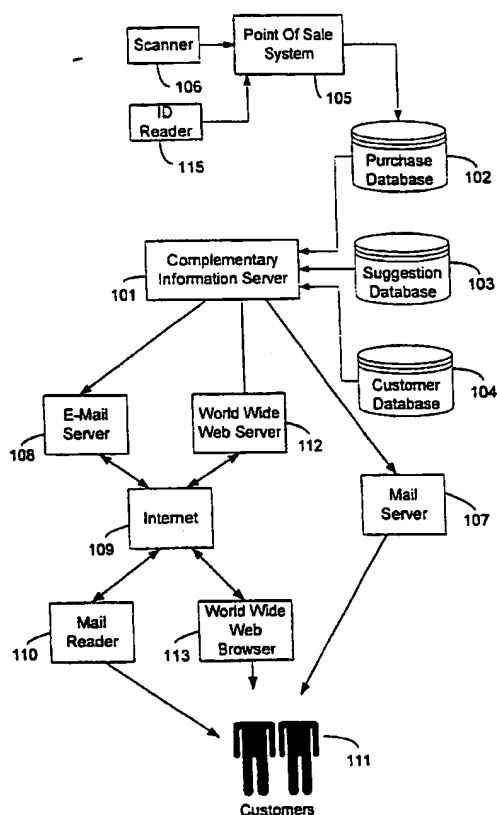 Scanner
106
Point Of Sale
System
105
ID
Reader
115
Purchase
Database
102
Complementary
Information Server
101
Suggestion
Database
103
Customer
Database
104
E-Mail
Server
108
World Wide
Web Server
112
Internet
109
Mail
Server
107
Mail
Reader
110
World Wide
Web
Browser
113
111
Customers